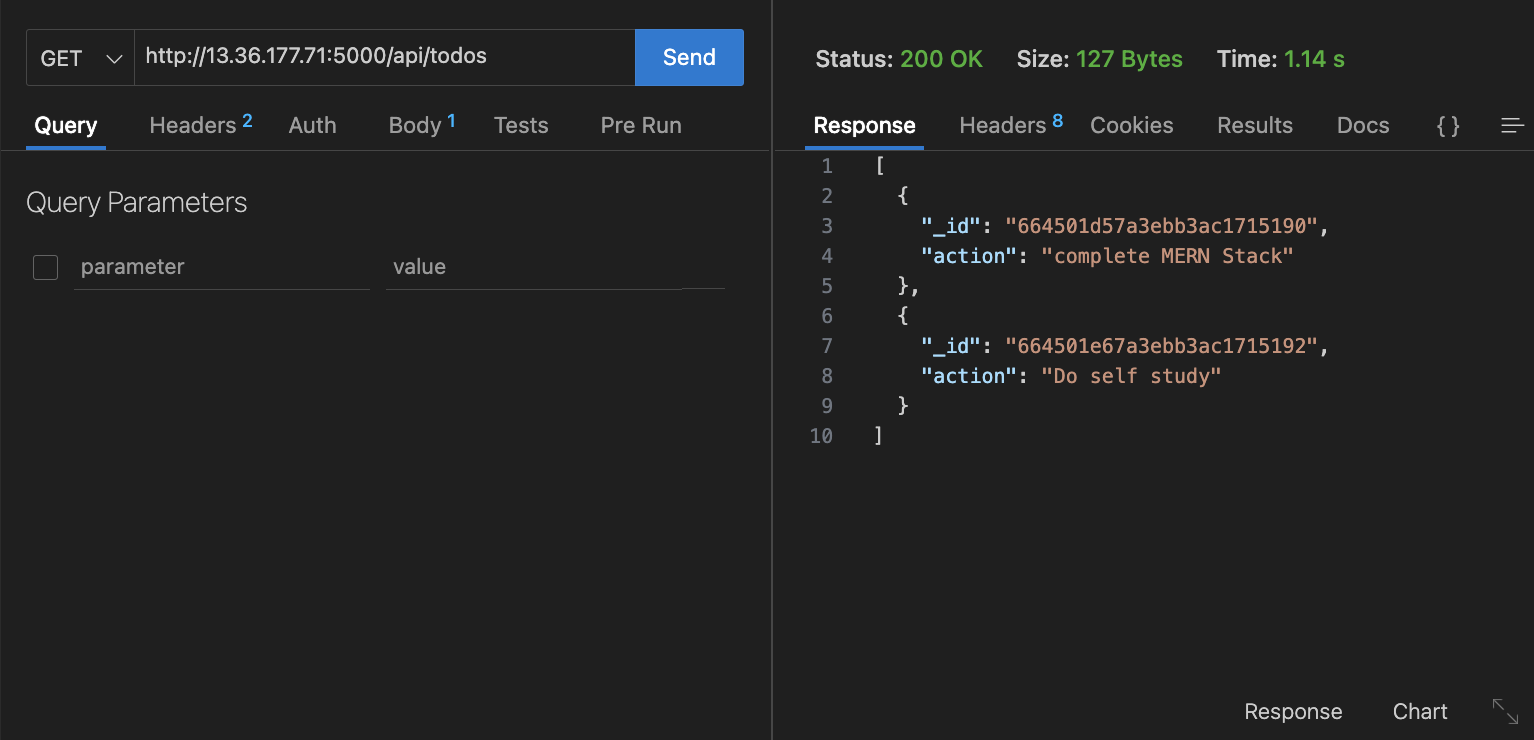 GET http://13.36.177.71:5000/api/todos Send
Query Headers 2 Auth Body 1 Tests Pre Run
Query Parameters
parameter value
Status: 200 OK Size: 127 Bytes Time: 1.14 s
Response Headers 8 Cookies Results Docs { }
1 [
2 {
3 "_id": "664501d57a3ebb3ac1715190",
4 "action": "complete MERN Stack"
5 },
6 {
7 "_id": "664501e67a3ebb3ac1715192",
8 "action": "Do self study"
9 }
10 ]
Response Chart